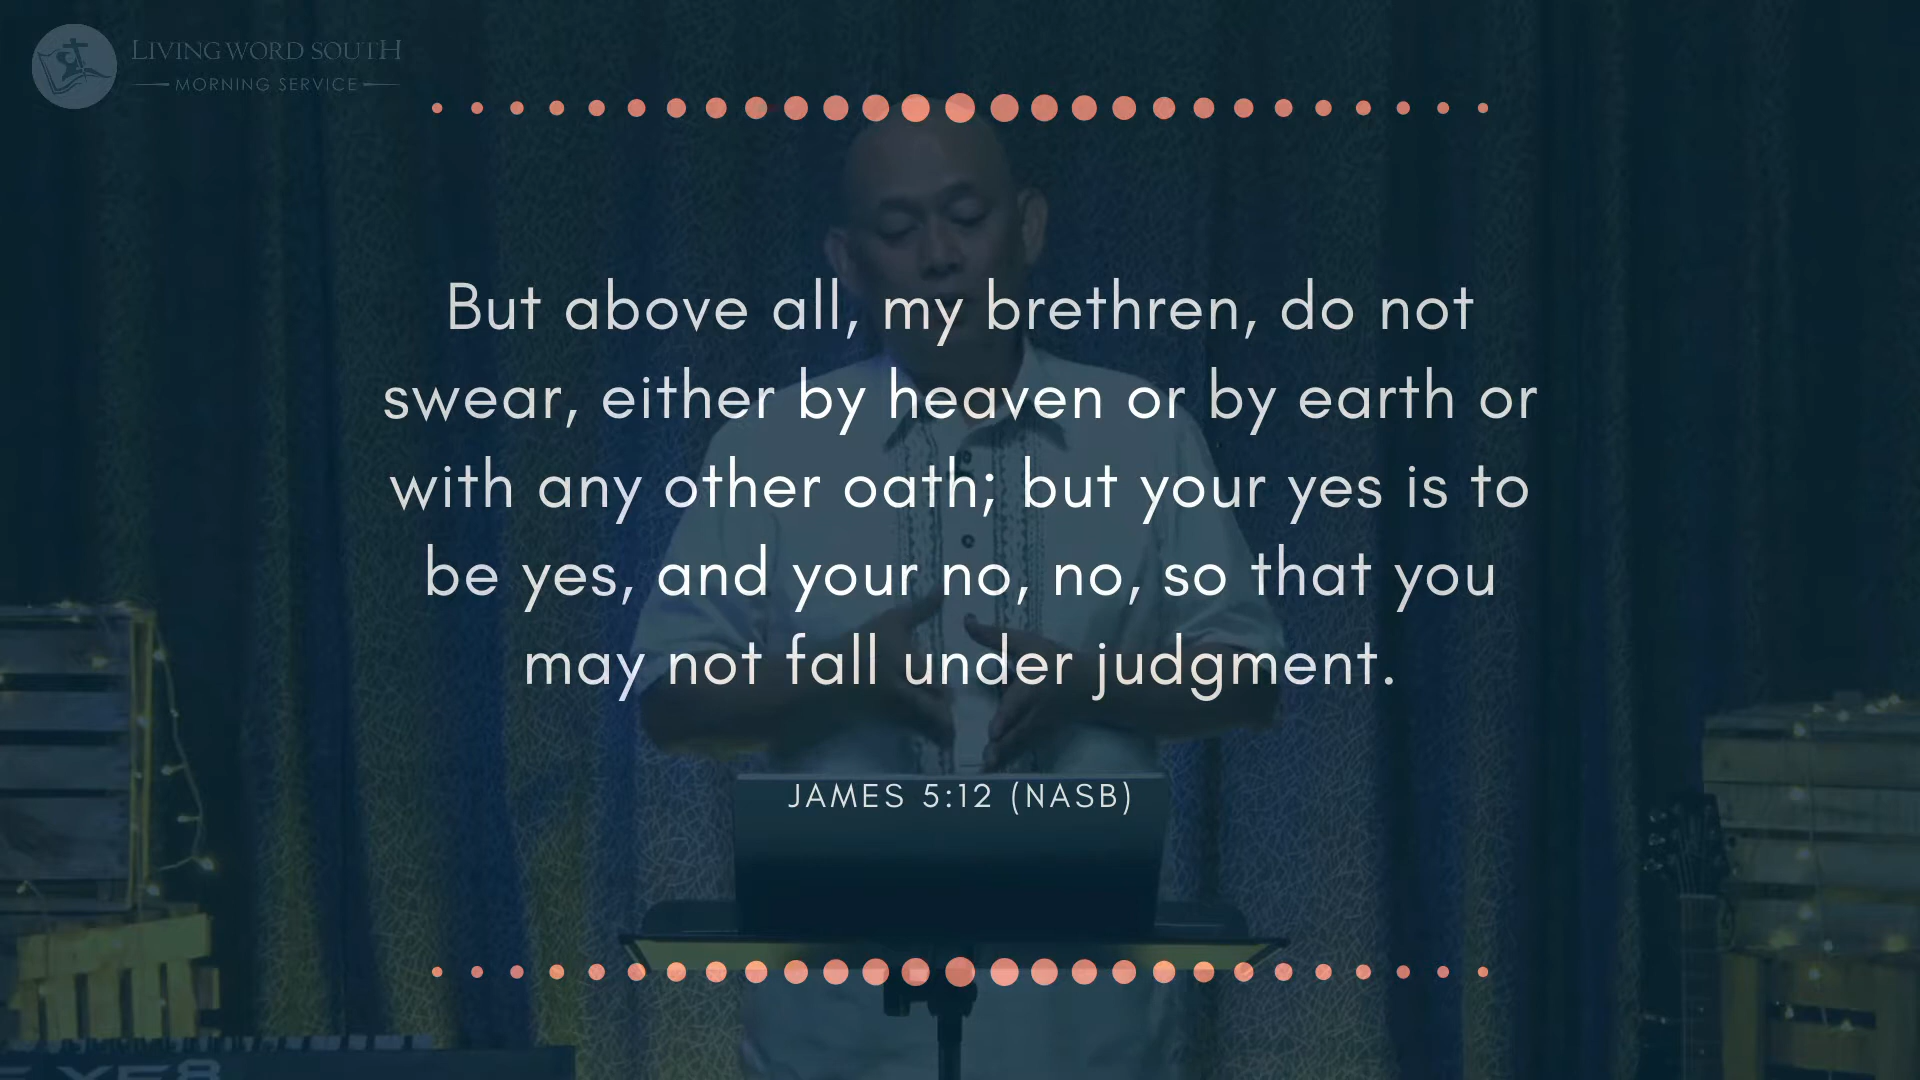 LIVING WORD SOUTH
MORNING SERVICE
But above all, my brethren, do not
swear, either by heaven or by earth or
with any other oath; but your yes is to
be yes, and your no, no, so that you
may not fall under judgment.
JAMES 5:12 (NASB)